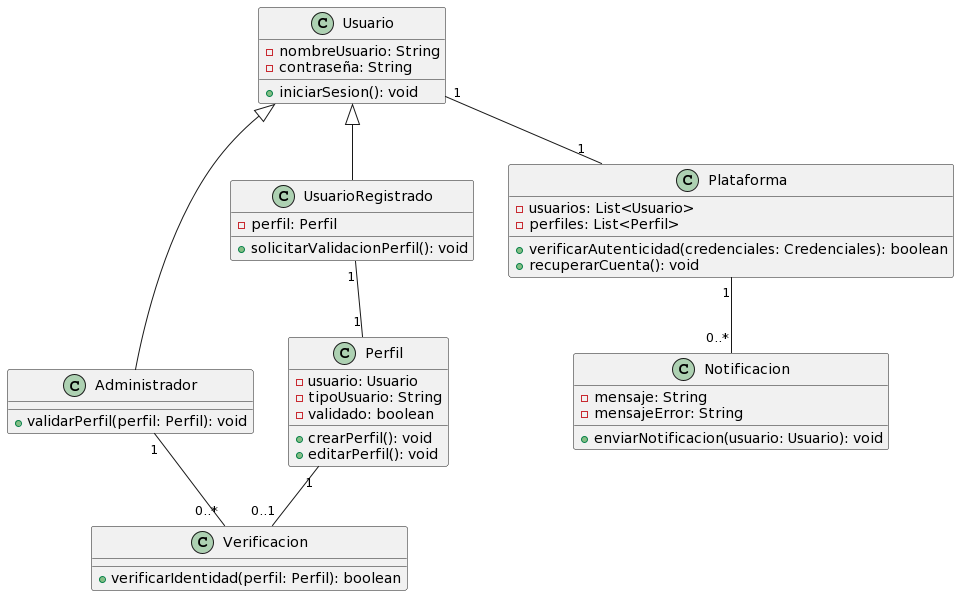 C Usuario
nombreUsuario: String
contraseña: String
iniciarSesion(): void
1
1
C UsuarioRegistrado
perfil: Perfil
solicitarValidacionPerfil(): void
C Plataforma
usuarios: List<Usuario>
perfiles: List<Perfil>
verificarAutenticidad(credenciales: Credenciales): boolean
recuperarCuenta(): void
1
1
1
0..*
C Administrador
validarPerfil(perfil: Perfil): void
C Perfil
usuario: Usuario
tipoUsuario: String
validado: boolean
crearPerfil(): void
editarPerfil(): void
C Notificacion
mensaje: String
mensajeError: String
enviarNotificacion(usuario: Usuario): void
1
1
0..*
0..1
C Verificacion
verificarIdentidad(perfil: Perfil): boolean